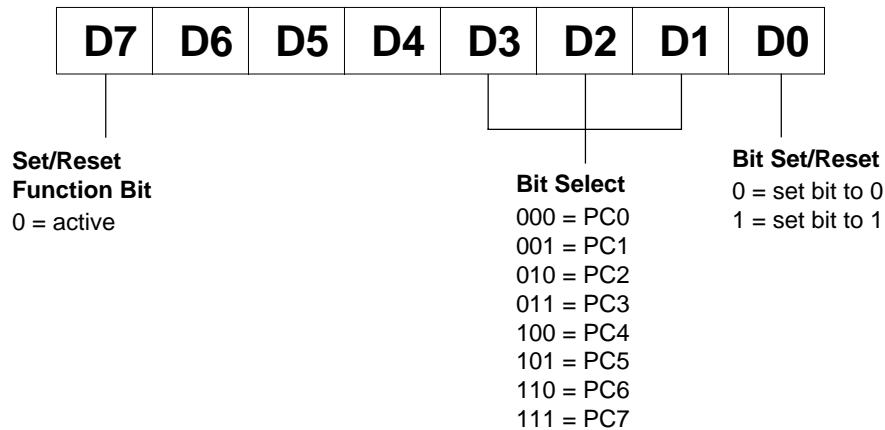 D7 D6 D5 D4 D3 D2 D1 D0
Set/Reset
Function Bit
0 = active
Bit Select
000 = PC0
001 = PC1
010 = PC2
011 = PC3
100 = PC4
101 = PC5
110 = PC6
111 = PC7
Bit Set/Reset
0 = set bit to 0
1 = set bit to 1